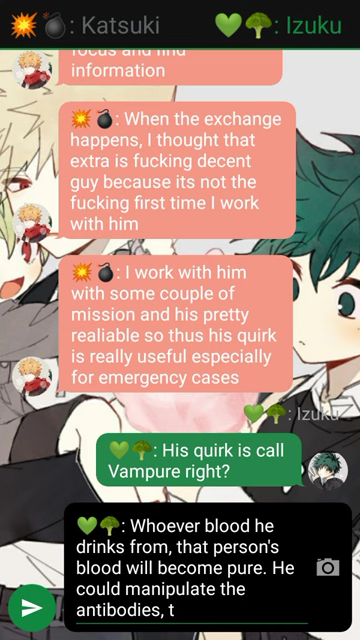 💥💣: Katsuki
💚🥦: Izuku
focus and find
information
💥💣: When the exchange
happens, I thought that
extra is fucking decent
guy because its not the
fucking first time I work
with him
💥💣: I work with him
with some couple of
mission and his pretty
realiable so thus his quirk
is really useful especially
for emergency cases
💚🥦: Izuku
💚🥦: His quirk is call
Vampure right?
💚🥦: Whoever blood he
drinks from, that person's
blood will become pure. He
could manipulate the
antibodies, t